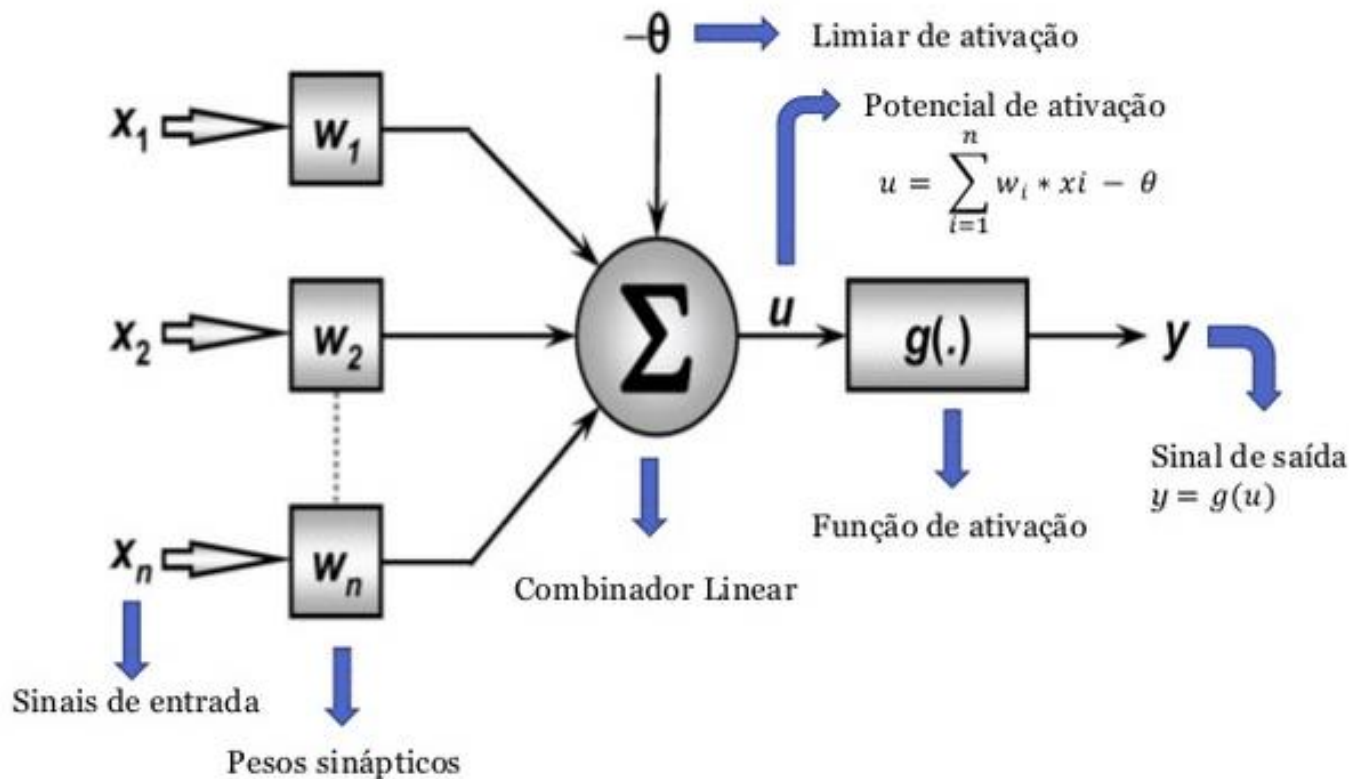 −θ
Limiar de ativação
Potencial de ativação
u = ∑ⁿᵢ₌₁ wᵢ * xi − θ
x₁
w₁
x₂
w₂
Σ
u
g(.)
y
Sinal de saída
y = g(u)
Função de ativação
xₙ
wₙ
Combinador Linear
Sinais de entrada
Pesos sinápticos